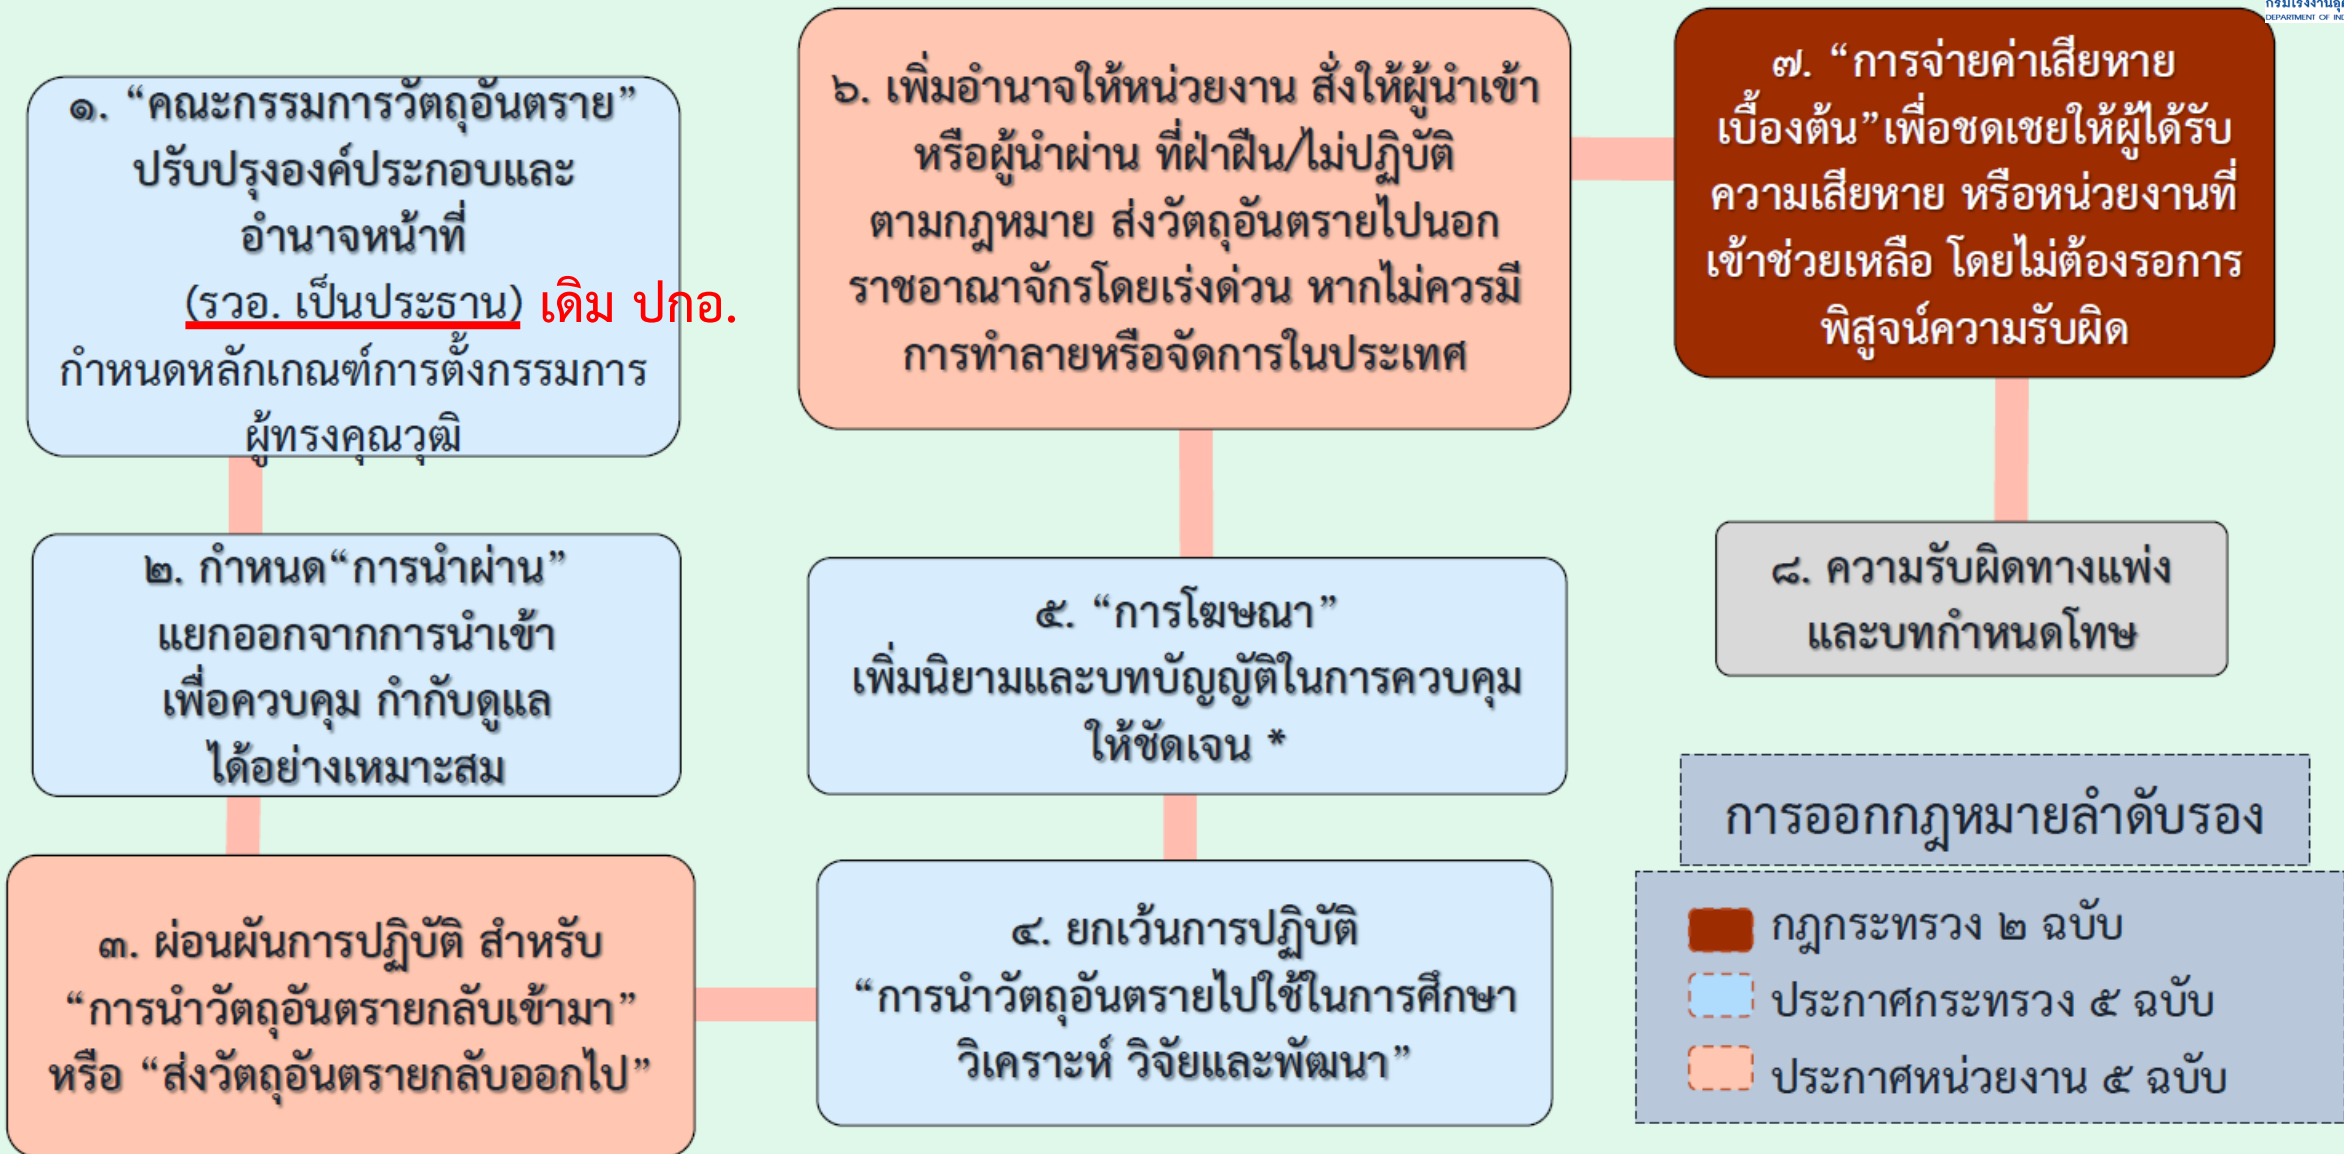 ๑. “คณะกรรมการวัตถุอันตราย”
ปรับปรุงองค์ประกอบและ
อำนาจหน้าที่
(รวอ. เป็นประธาน) เดิม ปกอ.
กำหนดหลักเกณฑ์การตั้งกรรมการ
ผู้ทรงคุณวุฒิ
๒. กำหนด“การนำผ่าน”
แยกออกจากการนำเข้า
เพื่อควบคุม กำกับดูแล
ได้อย่างเหมาะสม
๓. ผ่อนผันการปฏิบัติ สำหรับ
“การนำวัตถุอันตรายกลับเข้ามา”
หรือ “ส่งวัตถุอันตรายกลับออกไป”
๔. ยกเว้นการปฏิบัติ
“การนำวัตถุอันตรายไปใช้ในการศึกษา
วิเคราะห์ วิจัยและพัฒนา”
๕. “การโฆษณา”
เพิ่มนิยามและบทบัญญัติในการควบคุม
ให้ชัดเจน *
๖. เพิ่มอำนาจให้หน่วยงาน สั่งให้ผู้นำเข้า
หรือผู้นำผ่าน ที่ฝ่าฝืน/ไม่ปฏิบัติ
ตามกฎหมาย ส่งวัตถุอันตรายไปนอก
ราชอาณาจักรโดยเร่งด่วน หากไม่ควรมี
การทำลายหรือจัดการในประเทศ
๗. “การจ่ายค่าเสียหาย
เบื้องต้น”เพื่อชดเชยให้ผู้ได้รับ
ความเสียหาย หรือหน่วยงานที่
เข้าช่วยเหลือ โดยไม่ต้องรอการ
พิสูจน์ความรับผิด
๘. ความรับผิดทางแพ่ง
และบทกำหนดโทษ
การออกกฎหมายลำดับรอง
กฎกระทรวง ๒ ฉบับ
ประกาศกระทรวง ๕ ฉบับ
ประกาศหน่วยงาน ๕ ฉบับ
DEPARTMENT OF